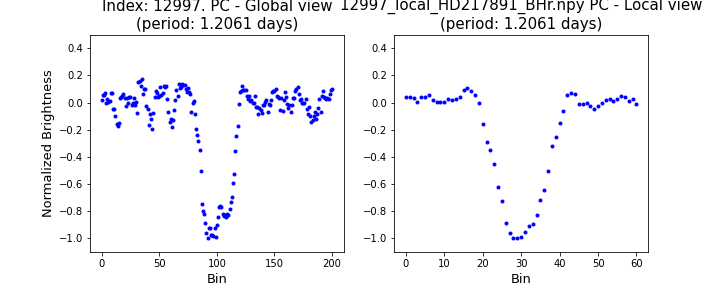 Index: 12997. PC - Global view
(period: 1.2061 days)
12997_local_HD217891_BHr.npy PC - Local view
(period: 1.2061 days)
Normalized Brightness
0.4
0.2
0.0
−0.2
−0.4
−0.6
−0.8
−1.0
0 50 100 150 200
Bin
0.4
0.2
0.0
−0.2
−0.4
−0.6
−0.8
−1.0
0 10 20 30 40 50 60
Bin